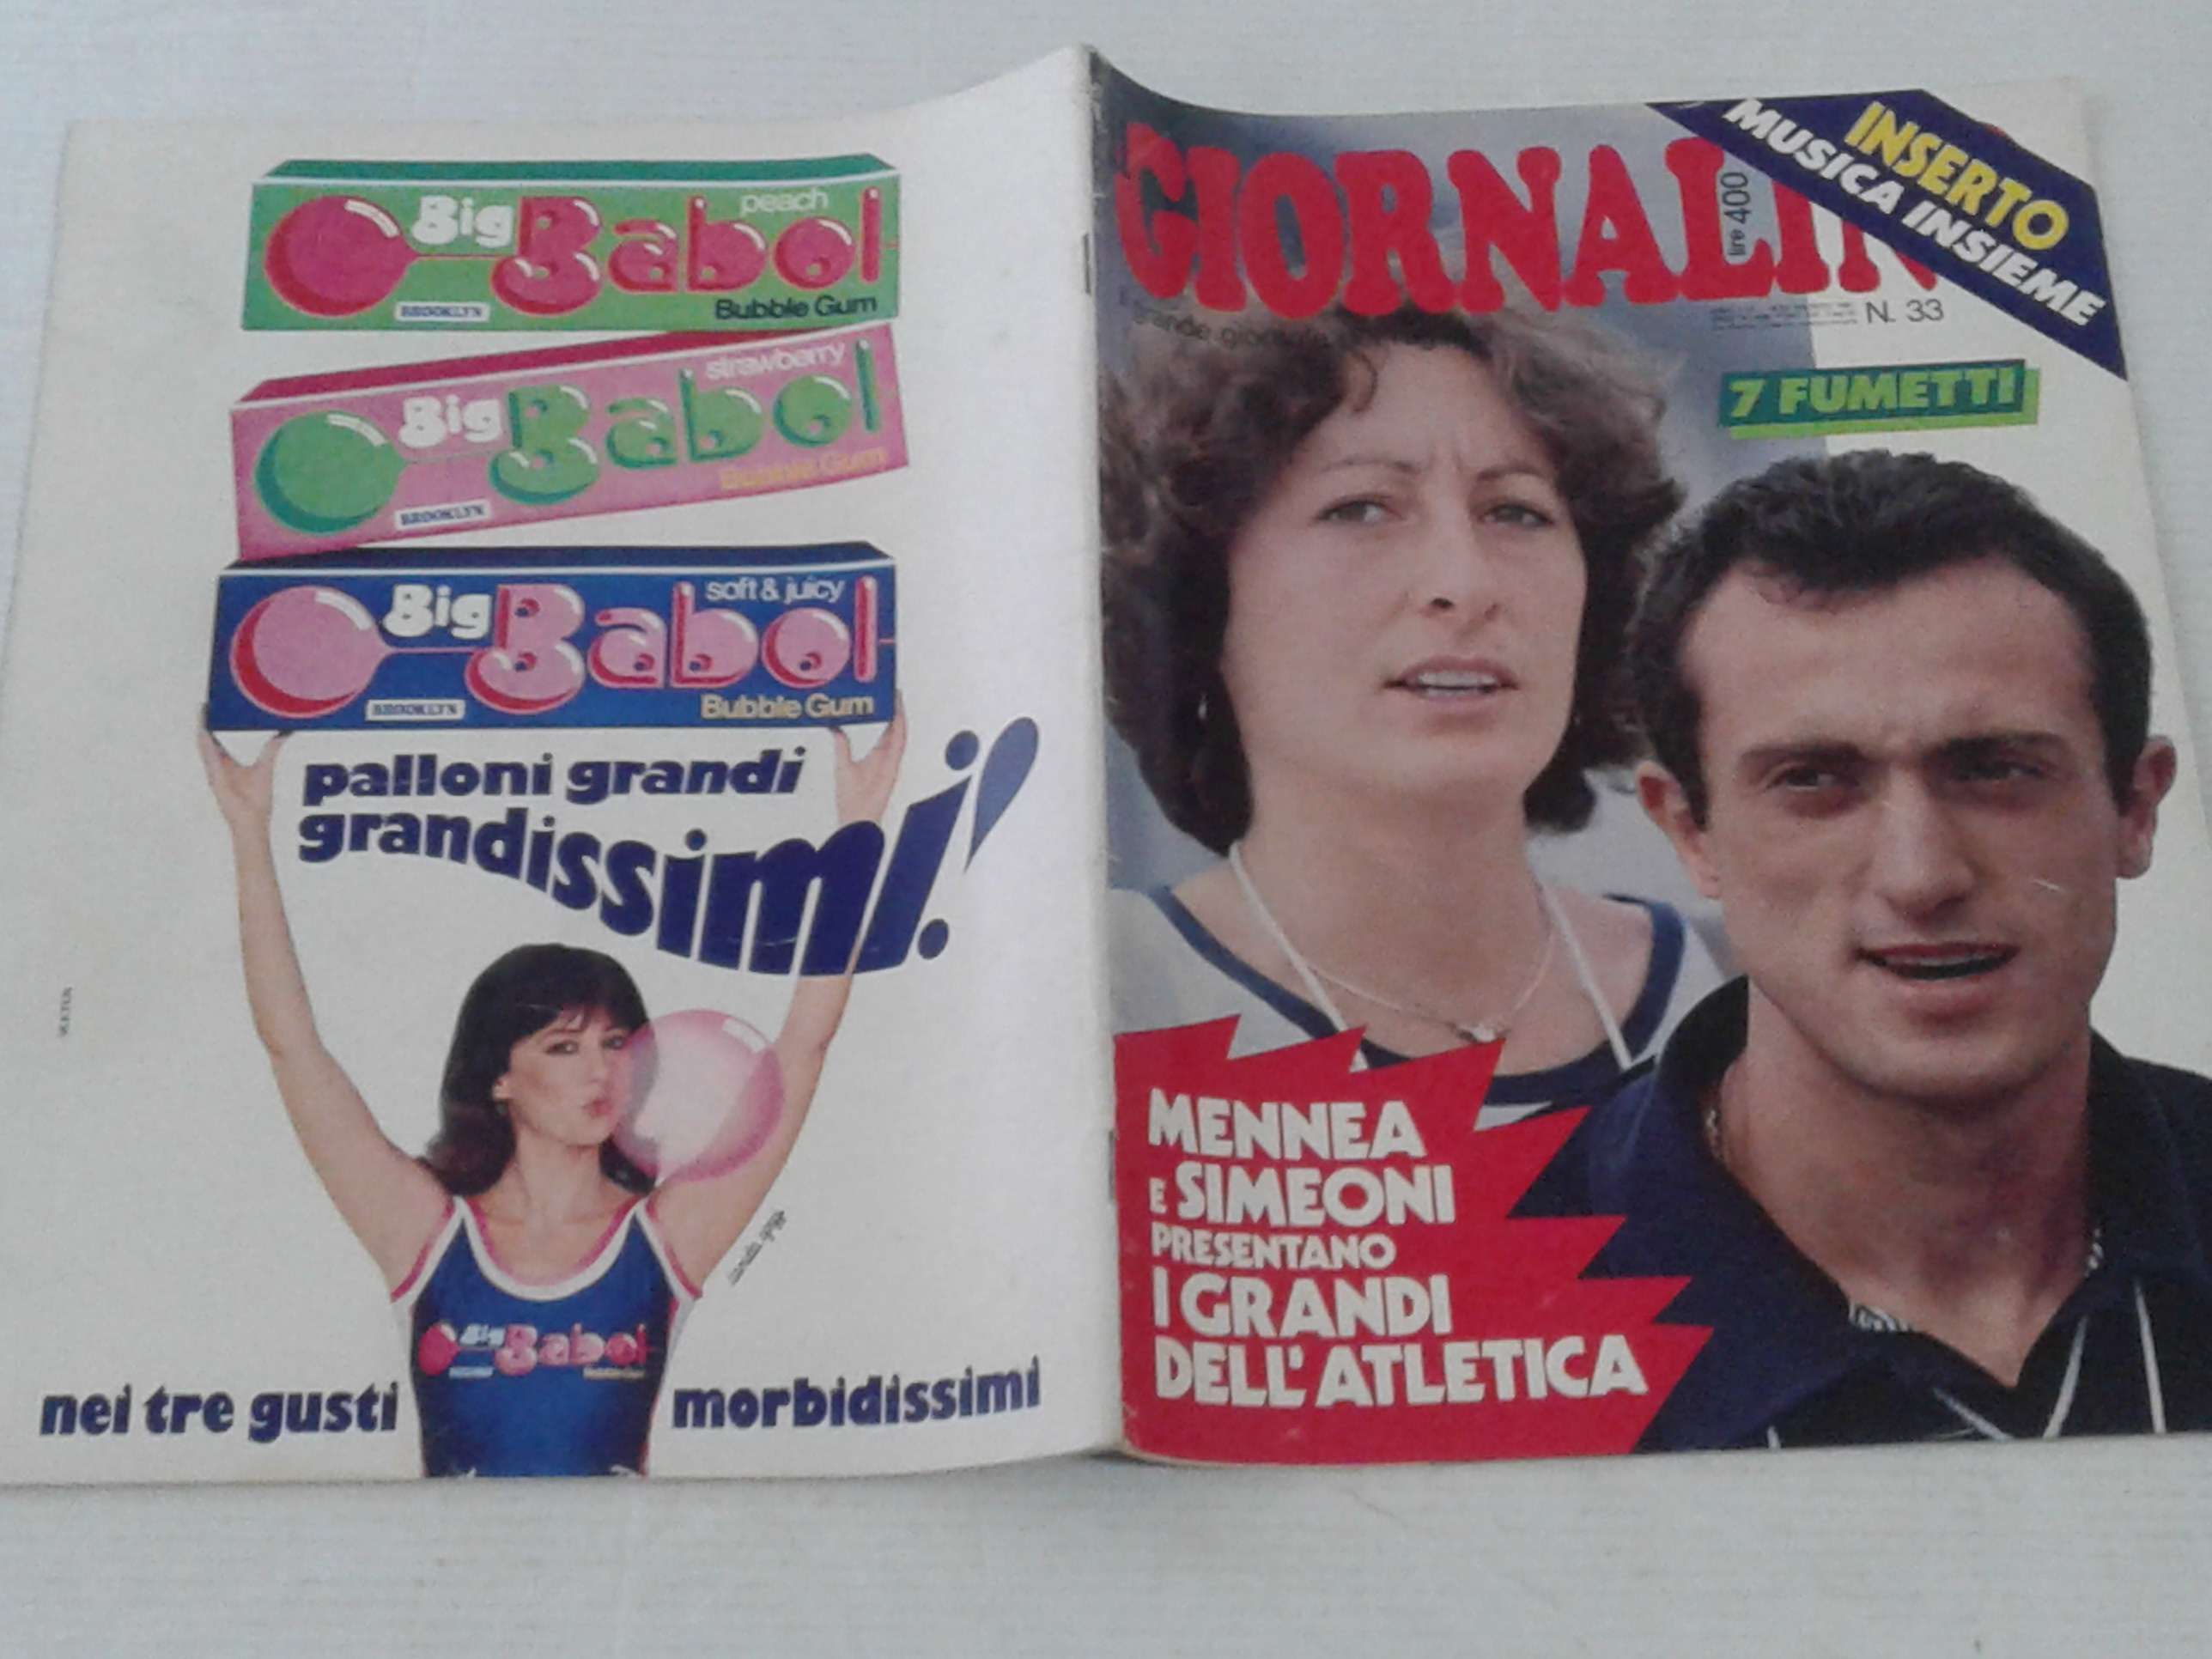 peach
Big Babol
BROOKLYN
Bubble Gum
strawberry
Big Babol
BROOKLYN
Bubble Gum
soft & juicy
Big Babol
BROOKLYN
Bubble Gum
palloni grandi
grandissimi!
Big Babol
nei tre gusti morbidissimi
GIORNALIN
lire 400
INSERTO
MUSICA INSIEME
N. 33
7 FUMETTI
MENNEA
E SIMEONI
PRESENTANO
I GRANDI
DELL'ATLETICA